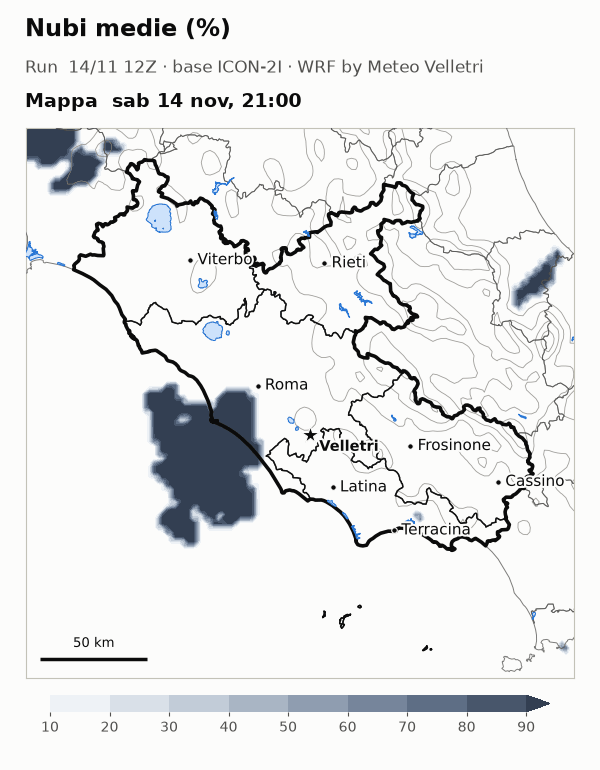 Nubi medie (%)
Run  14/11 12Z · base ICON-2I · WRF by Meteo Velletri
Mappa  sab 14 nov, 21:00
Viterbo
Rieti
Roma
Velletri
Frosinone
Latina
Cassino
Terracina
50 km
10 20 30 40 50 60 70 80 90